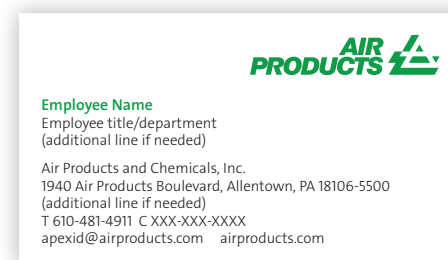 AIR
PRODUCTS
Employee Name
Employee title/department
(additional line if needed)
Air Products and Chemicals, Inc.
1940 Air Products Boulevard, Allentown, PA 18106-5500
(additional line if needed)
T 610-481-4911  C XXX-XXX-XXXX
apexid@airproducts.com    airproducts.com